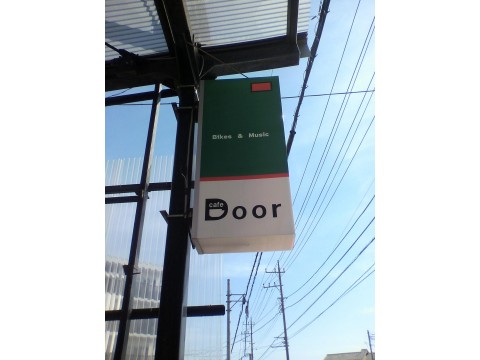 Bikes & Music
cafe
Door